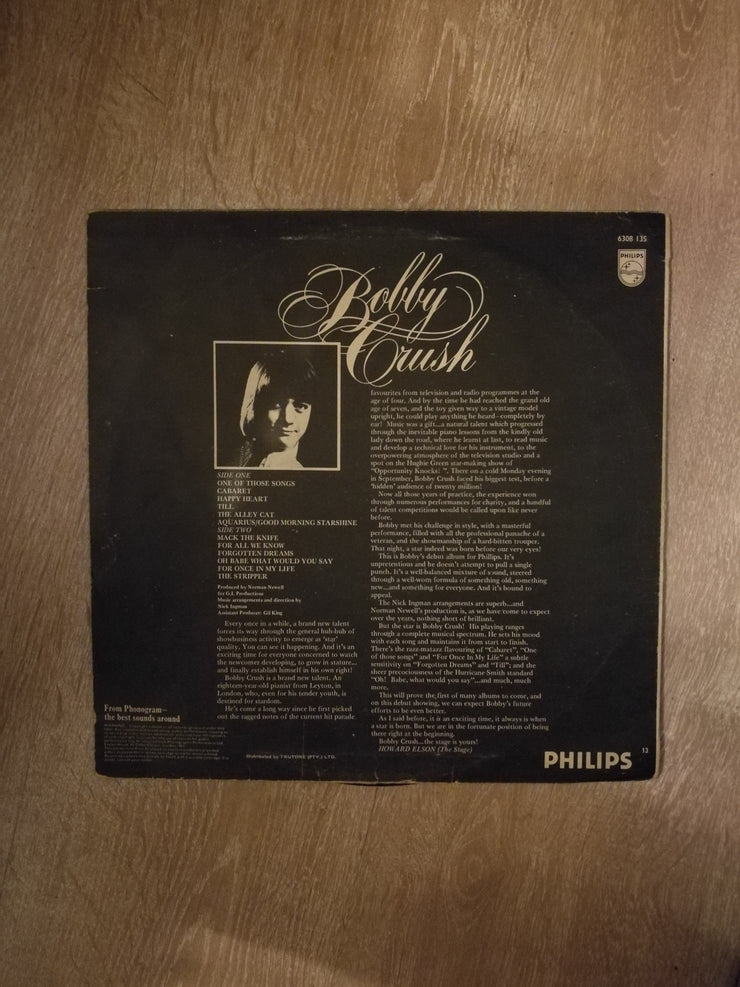 6308 135
PHILIPS
Bobby
Crush
SIDE ONE
ONE OF THOSE SONGS
CABARET
HAPPY HEART
TILL
THE ALLEY CAT
AQUARIUS/GOOD MORNING STARSHINE
SIDE TWO
MACK THE KNIFE
FOR ALL WE KNOW
FORGOTTEN DREAMS
OH BABE WHAT WOULD YOU SAY
FOR ONCE IN MY LIFE
THE STRIPPER
Produced by Norman Newell
for G.I. Productions
Music arrangements and direction by
Nick Ingman
Assistant Producer: Gil King
Every once in a while, a brand new talent
forces its way through the general hub-bub of
showbusiness activity to emerge as 'star'
quality. You can see it happening. And it's an
exciting time for everyone concerned to watch
the newcomer developing, to grow in stature...
and finally establish himself in his own right!
Bobby Crush is a brand new talent. An
eighteen-year-old pianist from Leyton, in
London, who, even for his tender youth, is
destined for stardom.
He's come a long way since he first picked
out the ragged notes of the current hit parade
favourites from television and radio programmes at the
age of four. And by the time he had reached the grand old
age of seven, and the toy given way to a vintage model
upright, he could play anything he heard—completely by
ear! Music was a gift...a natural talent which progressed
through the inevitable piano lessons from the kindly old
lady down the road, where he learnt at last, to read music
and develop a technical love for his instrument, to the
overpowering atmosphere of the television studio and a
spot on the Hughie Green star-making show of
"Opportunity Knocks! ". There on a cold Monday evening
in September, Bobby Crush faced his biggest test, before a
'hidden' audience of twenty million!
Now all those years of practice, the experience won
through numerous performances for charity, and a handful
of talent competitions would be called upon like never
before.
Bobby met his challenge in style, with a masterful
performance, filled with all the professional panache of a
veteran, and the showmanship of a hard-bitten trouper.
That night, a star indeed was born before our very eyes!
This is Bobby's debut album for Phillips. It's
unpretentious and he doesn't attempt to pull a single
punch. It's a well-balanced mixture of sound, steered
through a well-worn formula of something old, something
new...and something for everyone. And it's bound to
appeal.
The Nick Ingman arrangements are superb...and
Norman Newell's production is, as we have come to expect
over the years, nothing short of brilliant.
But the star is Bobby Crush! His playing ranges
through a complete musical spectrum. He sets his mood
with each song and maintains it from start to finish.
There's the razz-matazz flavouring of "Cabaret", "One
of those songs" and "For Once In My Life" a subtle
sensitivity on "Forgotten Dreams" and "Till"; and the
sheer precociousness of the Hurricane Smith standard
"Oh! Babe, what would you say"...and much, much
more.
This will prove the first of many albums to come, and
on this debut showing, we can expect Bobby's future
efforts to be even better.
As I said before, it is an exciting time, it always is when
a star is born. But we are in the fortunate position of being
there right at the beginning.
Bobby Crush...the stage is yours!
HOWARD ELSON (The Stage)
From Phonogram—
the best sounds around
Distributed by TRUTONE (PTY.) LTD.
PHILIPS
13